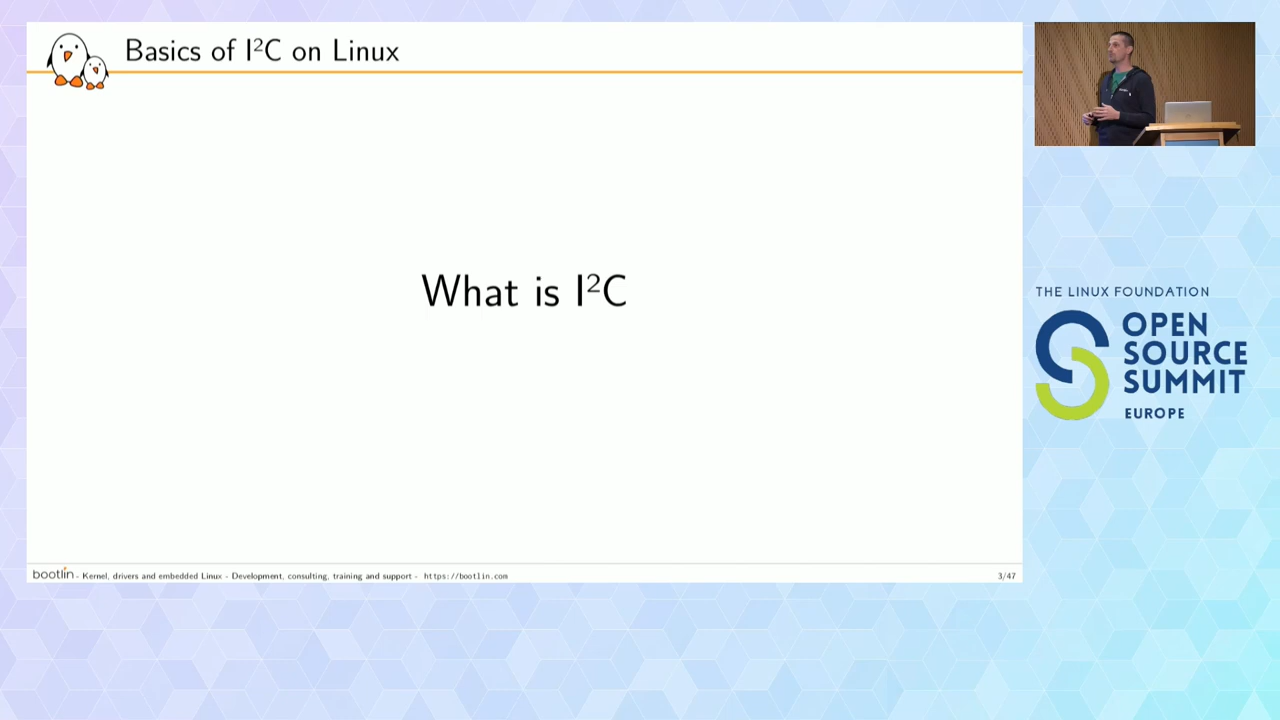 Basics of I²C on Linux
What is I²C
bootlin - Kernel, drivers and embedded Linux - Development, consulting, training and support - https://bootlin.com
3/47
THE LINUX FOUNDATION
OPEN
SOURCE
SUMMIT
EUROPE